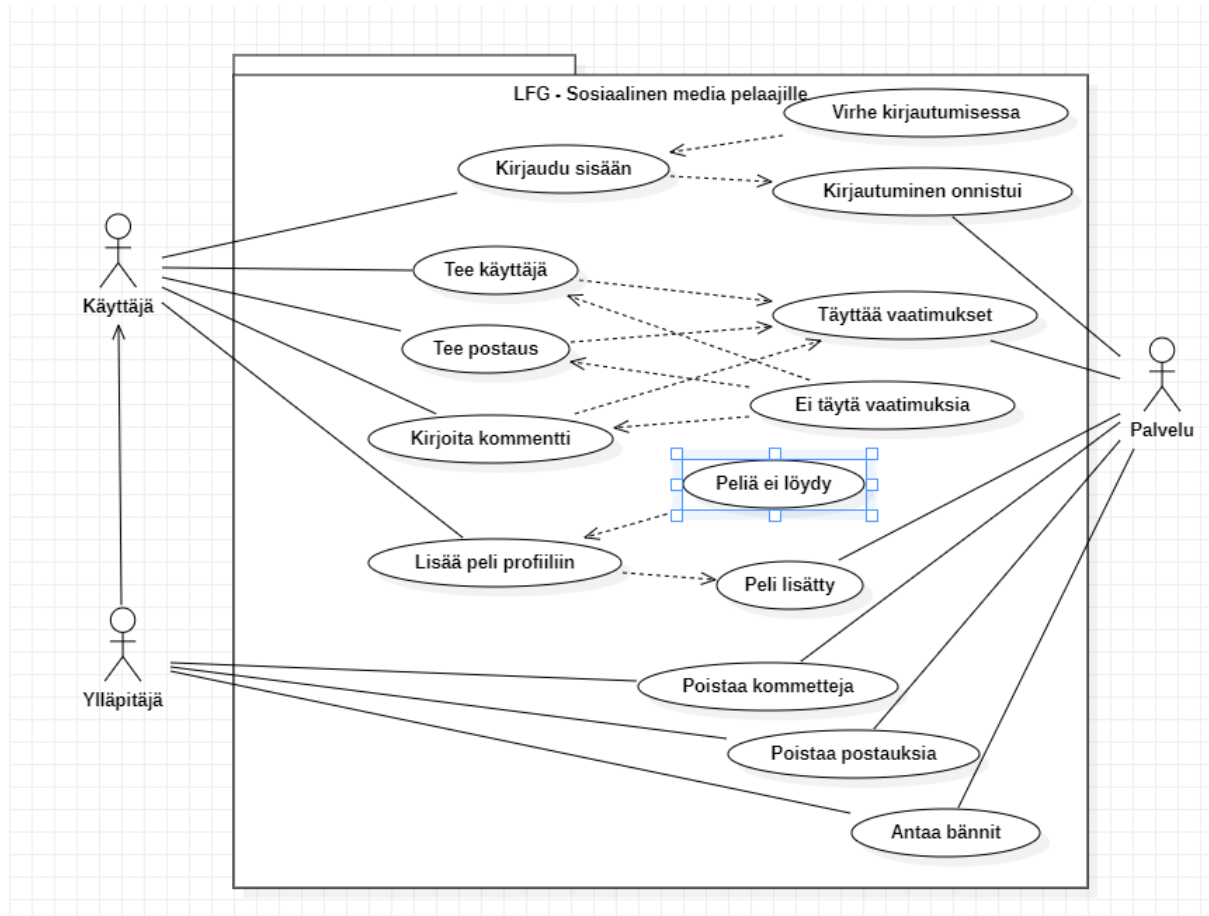 LFG - Sosiaalinen media pelaajille
Virhe kirjautumisessa
Kirjaudu sisään
Kirjautuminen onnistui
Tee käyttäjä
Käyttäjä
Täyttää vaatimukset
Tee postaus
Ei täytä vaatimuksia
Palvelu
Kirjoita kommentti
Peliä ei löydy
Lisää peli profiiliin
Peli lisätty
Poistaa kommetteja
Ylläpitäjä
Poistaa postauksia
Antaa bännit